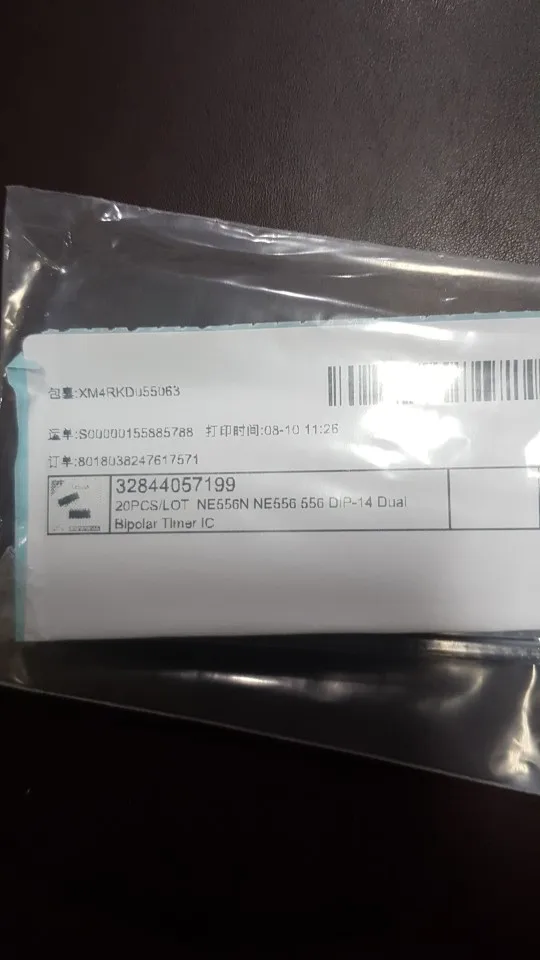 包裹:XM4RKD055063
运单:S00000155885788 打印时间:08-10 11:26
订单:8018038247617571
32844057199
20PCS/LOT NE556N NE556 556 DIP-14 Dual
Bipolar Timer IC